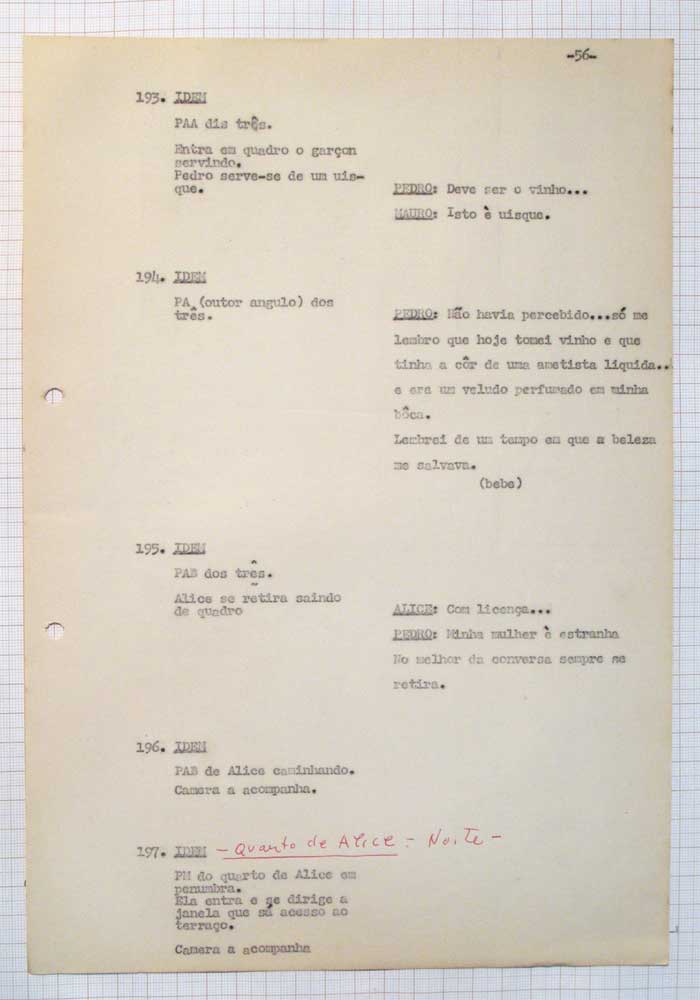 -56-
193. IDEM
PAA dis três.
Entra em quadro o garçon
servindo.
Pedro serve-se de um uis-
que.
PEDRO: Deve ser o vinho...
MAURO: Isto è uisque.
194. IDEM
PA (outor angulo) dos
três.
PEDRO: Não havia percebido...só me
lembro que hoje tomei vinho e que
tinha a côr de uma ametista liquida..
e era um veludo perfumado em minha
bôca.
Lembrei de um tempo em que a beleza
me salvava.
(bebe)
195. IDEM
PAB dos três.
Alice se retira saindo
de quadro
ALICE: Com licença...
PEDRO: Minha mulher è estranha
No melhor da conversa sempre se
retira.
196. IDEM
PAB de Alice caminhando.
Camera a acompanha.
197. IDEM - Quarto de Alice - Noite -
PM do quarto de Alice em
penumbra.
Ela entra e se dirige a
janela que sá acesso ao
terraço.
Camera a acompanha